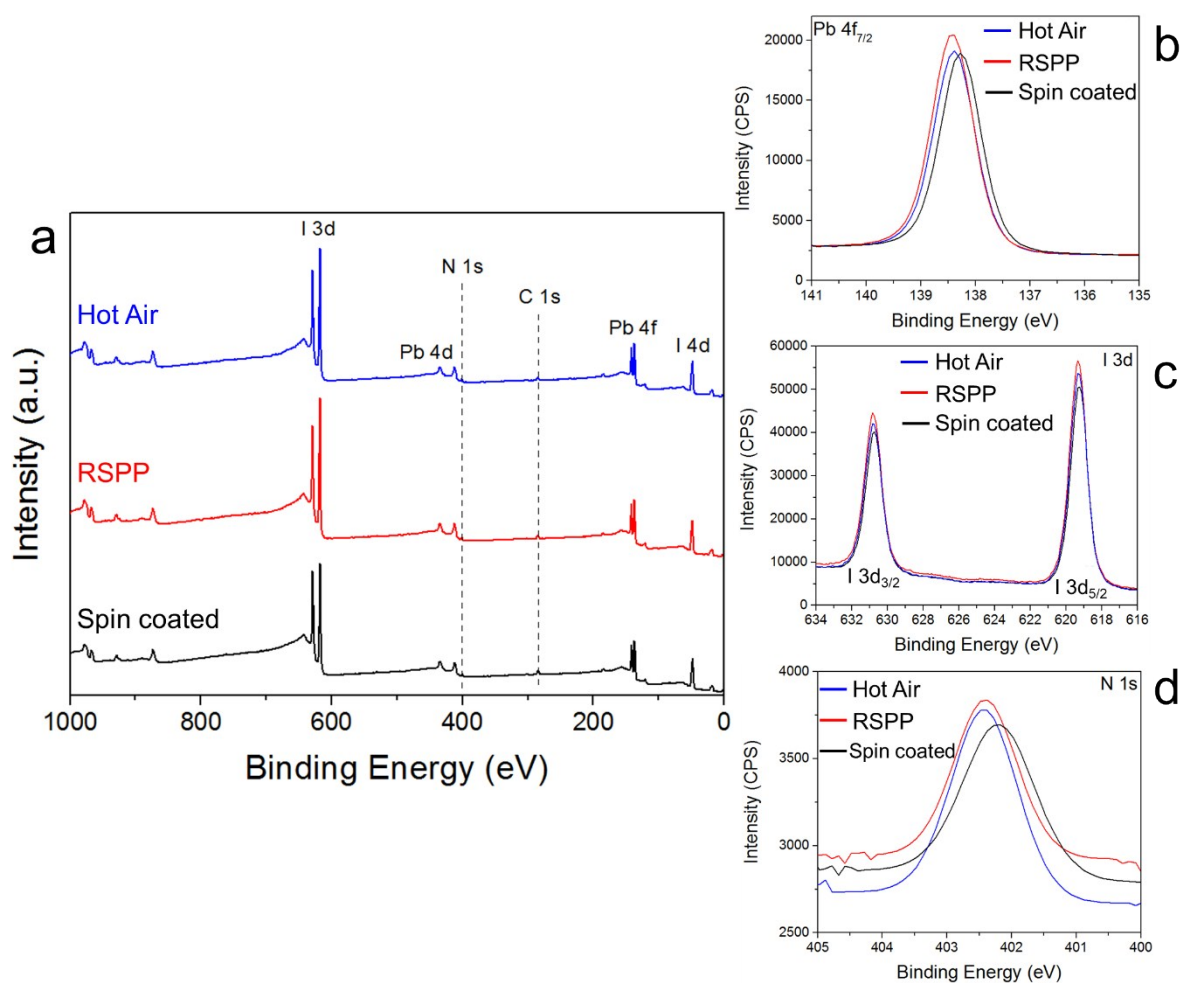 a
I 3d
N 1s
C 1s
Hot Air
Pb 4d
Pb 4f
I 4d
RSPP
Spin coated
Intensity (a.u.)
1000 800 600 400 200 0
Binding Energy (eV)
b
Pb 4f7/2
Hot Air
RSPP
Spin coated
Intensity (CPS)
20000
15000
10000
5000
0
141 140 139 138 137 136 135
Binding Energy (eV)
c
I 3d
Hot Air
RSPP
Spin coated
Intensity (CPS)
60000
50000
40000
30000
20000
10000
0
I 3d3/2
I 3d5/2
634 632 630 628 626 624 622 620 618 616
Binding Energy (eV)
d
N 1s
Hot Air
RSPP
Spin coated
Intensity (CPS)
4000
3500
3000
2500
405 404 403 402 401 400
Binding Energy (eV)